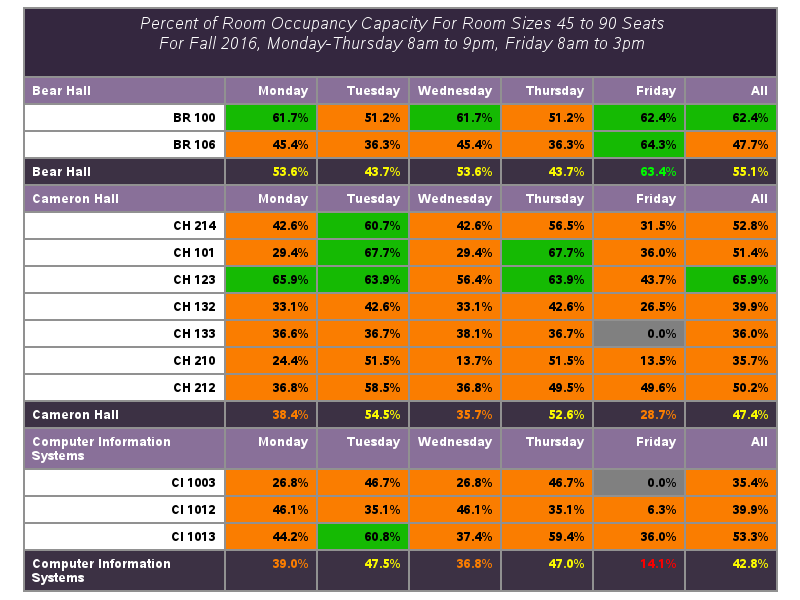 Percent of Room Occupancy Capacity For Room Sizes 45 to 90 Seats
For Fall 2016, Monday-Thursday 8am to 9pm, Friday 8am to 3pm
Bear Hall Monday Tuesday Wednesday Thursday Friday All
BR 100 61.7% 51.2% 61.7% 51.2% 62.4% 62.4%
BR 106 45.4% 36.3% 45.4% 36.3% 64.3% 47.7%
Bear Hall 53.6% 43.7% 53.6% 43.7% 63.4% 55.1%
Cameron Hall Monday Tuesday Wednesday Thursday Friday All
CH 214 42.6% 60.7% 42.6% 56.5% 31.5% 52.8%
CH 101 29.4% 67.7% 29.4% 67.7% 36.0% 51.4%
CH 123 65.9% 63.9% 56.4% 63.9% 43.7% 65.9%
CH 132 33.1% 42.6% 33.1% 42.6% 26.5% 39.9%
CH 133 36.6% 36.7% 38.1% 36.7% 0.0% 36.0%
CH 210 24.4% 51.5% 13.7% 51.5% 13.5% 35.7%
CH 212 36.8% 58.5% 36.8% 49.5% 49.6% 50.2%
Cameron Hall 38.4% 54.5% 35.7% 52.6% 28.7% 47.4%
Computer Information Monday Tuesday Wednesday Thursday Friday All
Systems
CI 1003 26.8% 46.7% 26.8% 46.7% 0.0% 35.4%
CI 1012 46.1% 35.1% 46.1% 35.1% 6.3% 39.9%
CI 1013 44.2% 60.8% 37.4% 59.4% 36.0% 53.3%
Computer Information 39.0% 47.5% 36.8% 47.0% 14.1% 42.8%
Systems